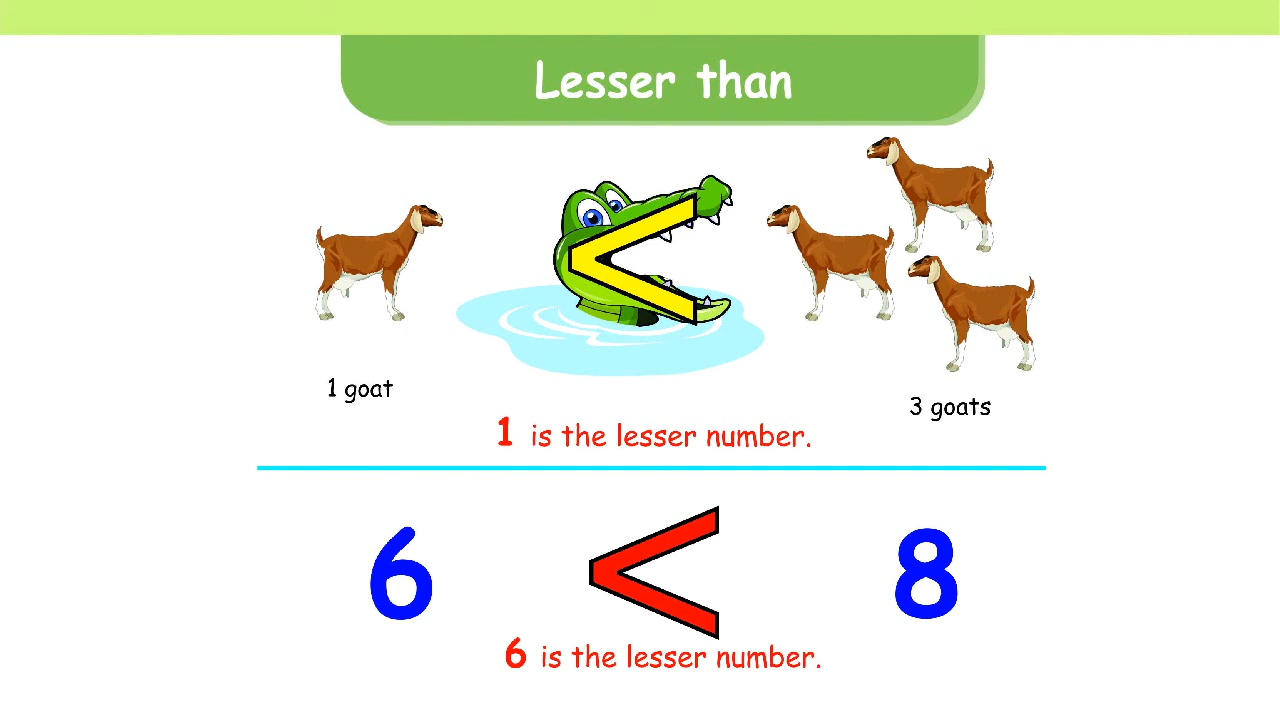 Lesser than
1 goat
3 goats
1 is the lesser number.
6 < 8
6 is the lesser number.